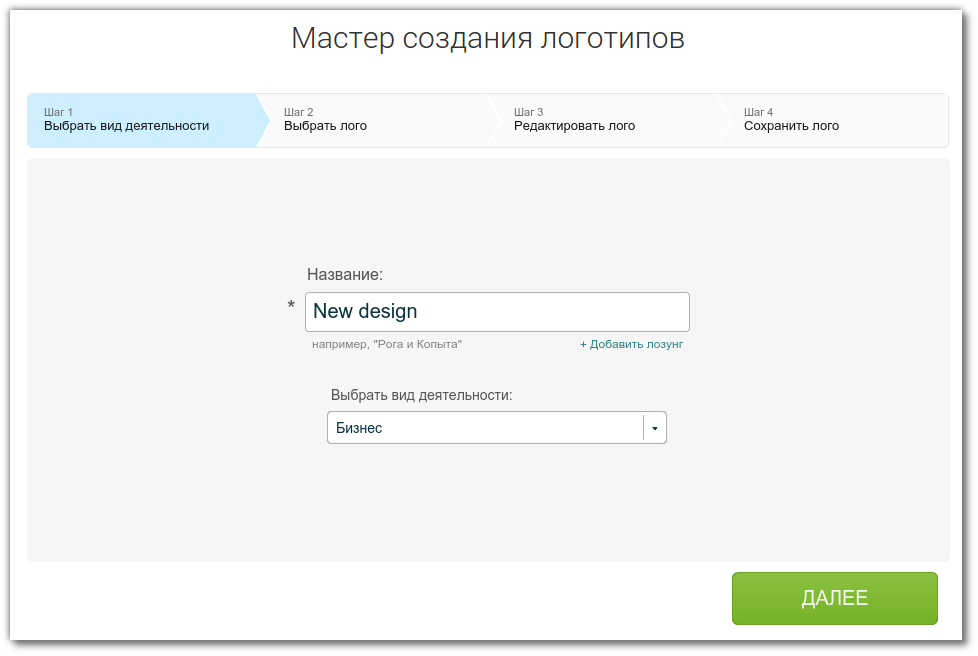 Мастер создания логотипов
Шаг 1
Выбрать вид деятельности
Шаг 2
Выбрать лого
Шаг 3
Редактировать лого
Шаг 4
Сохранить лого
Название:
* New design
например, "Рога и Копыта"
+ Добавить лозунг
Выбрать вид деятельности:
Бизнес
ДАЛЕЕ